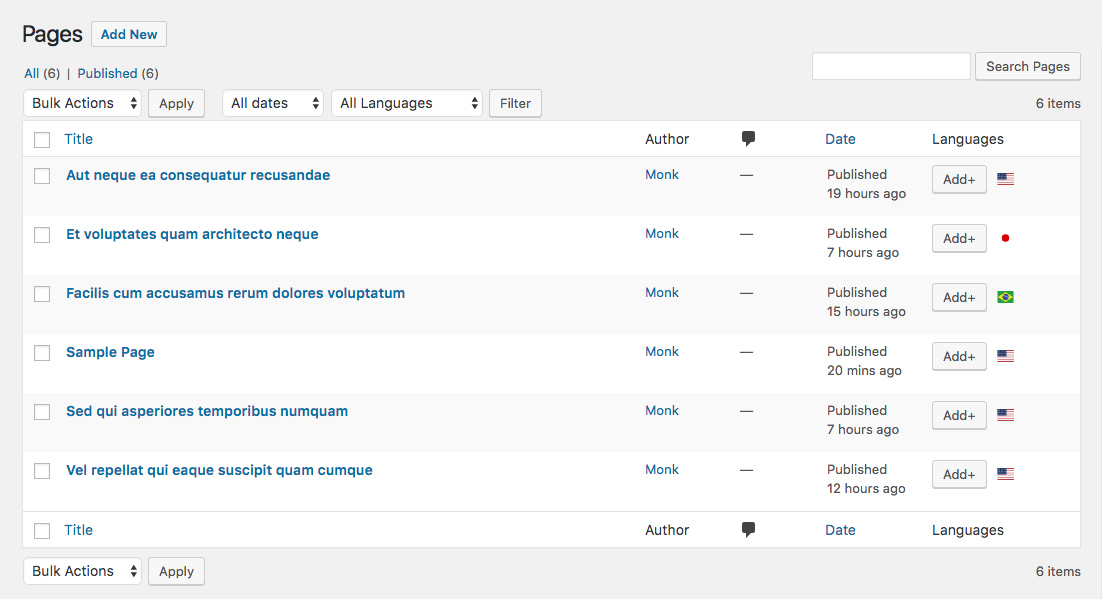 Pages Add New
All (6) | Published (6)
Search Pages
Bulk Actions Apply All dates All Languages Filter 6 items
Title Author Date Languages
Aut neque ea consequatur recusandae Monk — Published Add+
19 hours ago
Et voluptates quam architecto neque Monk — Published Add+
7 hours ago
Facilis cum accusamus rerum dolores voluptatum Monk — Published Add+
15 hours ago
Sample Page Monk — Published Add+
20 mins ago
Sed qui asperiores temporibus numquam Monk — Published Add+
7 hours ago
Vel repellat qui eaque suscipit quam cumque Monk — Published Add+
12 hours ago
Title Author Date Languages
Bulk Actions Apply 6 items